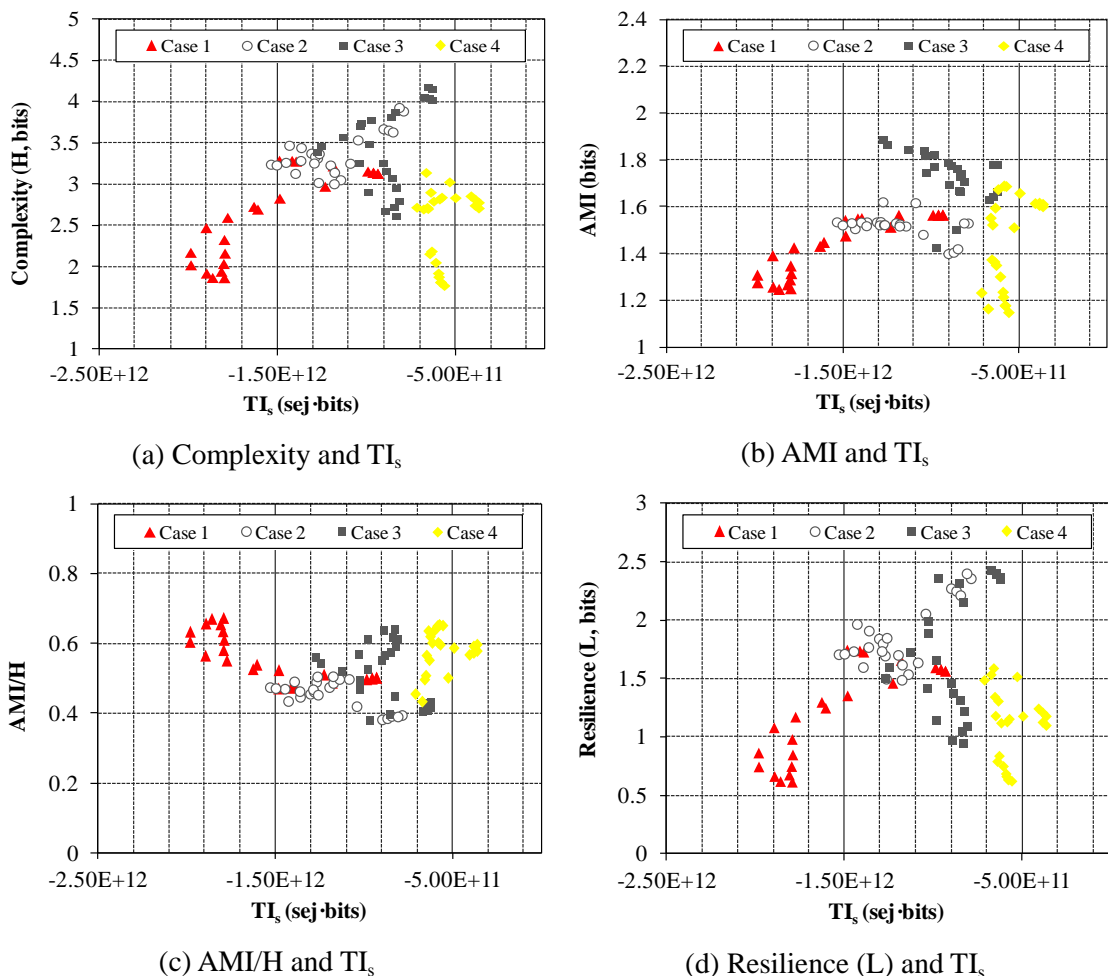 Case 1 Case 2 Case 3 Case 4
5
4.5
4
3.5
3
2.5
2
1.5
1
Complexity (H, bits)
-2.50E+12 -1.50E+12 -5.00E+11
TIs (sej·bits)
(a) Complexity and TIs
Case 1 Case 2 Case 3 Case 4
2.4
2.2
2
1.8
1.6
1.4
1.2
1
AMI (bits)
-2.50E+12 -1.50E+12 -5.00E+11
TIs (sej·bits)
(b) AMI and TIs
Case 1 Case 2 Case 3 Case 4
1
0.8
0.6
0.4
0.2
0
AMI/H
-2.50E+12 -1.50E+12 -5.00E+11
TIs (sej·bits)
(c) AMI/H and TIs
Case 1 Case 2 Case 3 Case 4
3
2.5
2
1.5
1
0.5
0
Resilience (L, bits)
-2.50E+12 -1.50E+12 -5.00E+11
TIs (sej·bits)
(d) Resilience (L) and TIs